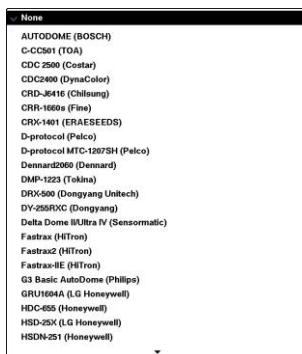 None
AUTODOME (BOSCH)
C-CC501 (TOA)
CDC 2500 (Costar)
CDC2400 (DynaColor)
CRD-J6416 (Chilsung)
CRR-1660s (Fine)
CRX-1401 (ERAESEEDS)
D-protocol (Pelco)
D-protocol MTC-1207SH (Pelco)
Dennard2060 (Dennard)
DMP-1223 (Tokina)
DRX-500 (Dongyang Unitech)
DY-255RXC (Dongyang)
Delta Dome II/Ultra IV (Sensormatic)
Fastrax (HiTron)
Fastrax2 (HiTron)
Fastrax-IIE (HiTron)
G3 Basic AutoDome (Philips)
GRU1604A (LG Honeywell)
HDC-655 (Honeywell)
HSD-25X (LG Honeywell)
HSDN-251 (Honeywell)